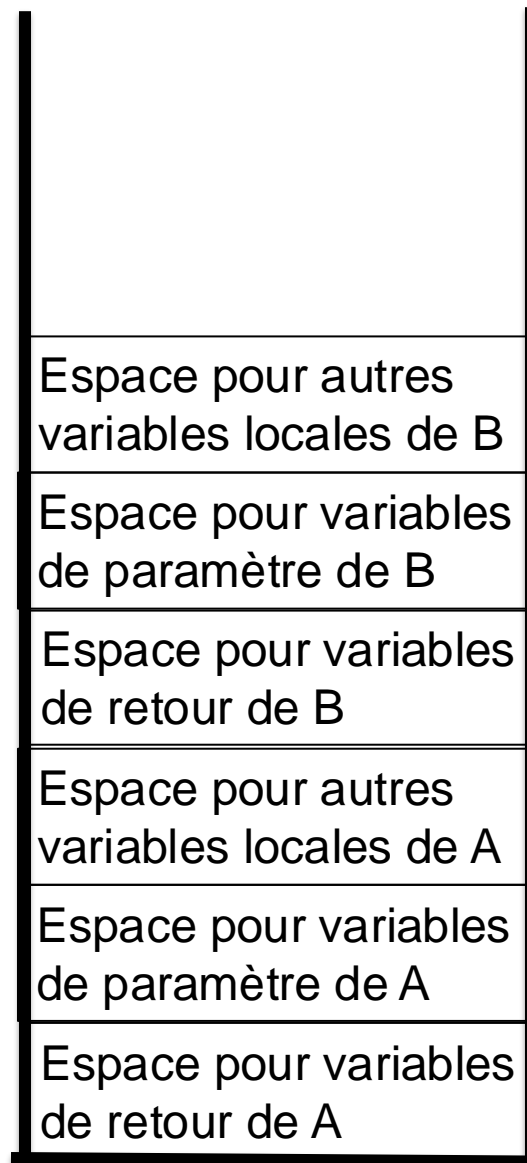 Espace pour autres
variables locales de B
Espace pour variables
de paramètre de B
Espace pour variables
de retour de B
Espace pour autres
variables locales de A
Espace pour variables
de paramètre de A
Espace pour variables
de retour de A